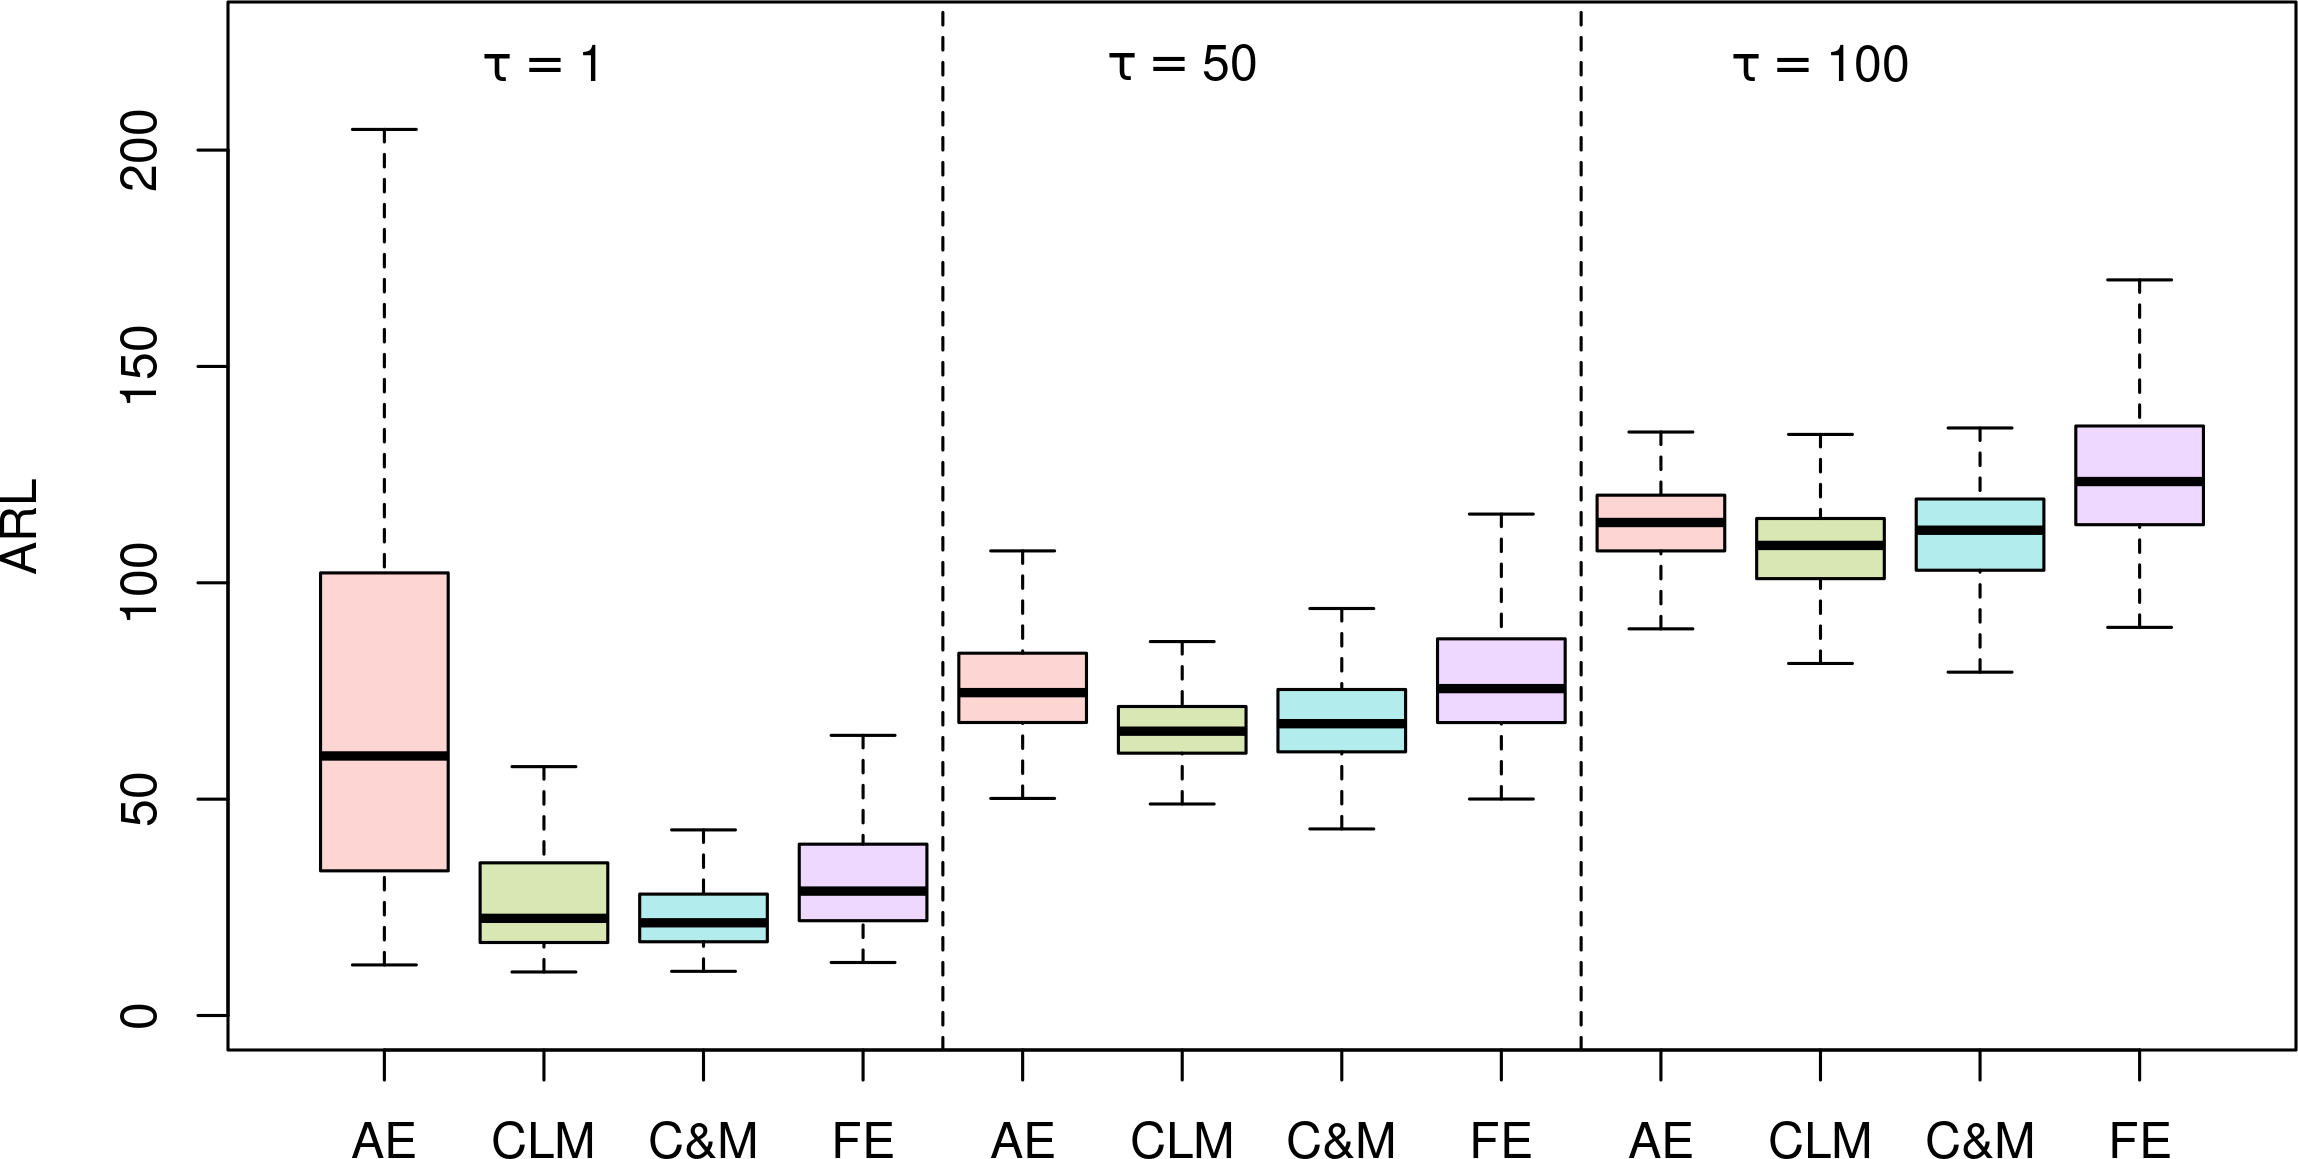 τ = 1
τ = 50
τ = 100
ARL
200
150
100
50
0
AE CLM C&M FE AE CLM C&M FE AE CLM C&M FE